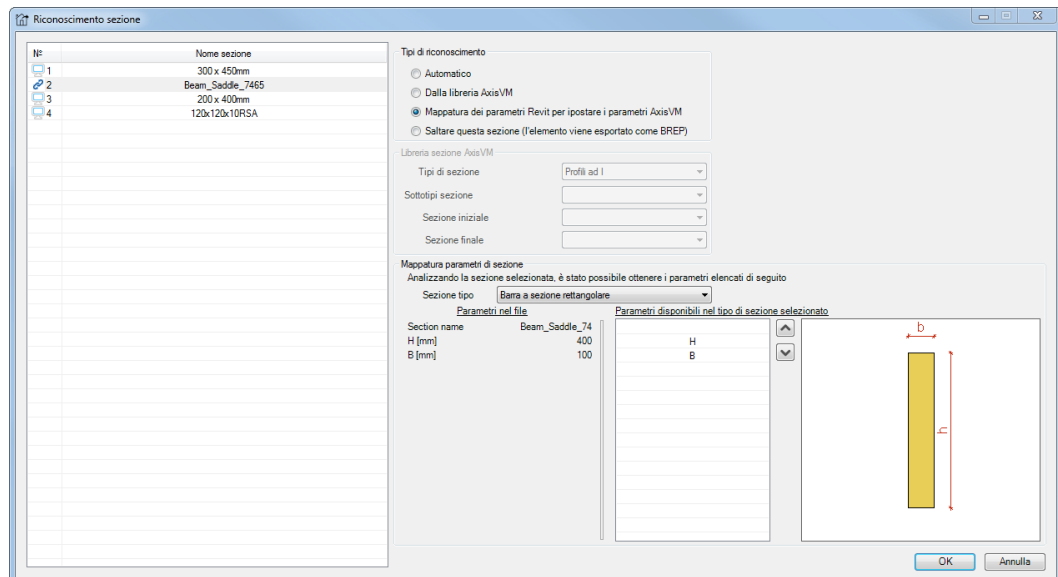 Riconoscimento sezione
Nº Nome sezione
1 300 x 450mm
2 Beam_Saddle_7465
3 200 x 400mm
4 120x120x10RSA
Tipi di riconoscimento
Automatico
Dalla libreria AxisVM
Mappatura dei parametri Revit per ipostare i parametri AxisVM
Saltare questa sezione (l'elemento viene esportato come BREP)
Libreria sezione AxisVM
Tipi di sezione Profili ad I
Sottotipi sezione
Sezione iniziale
Sezione finale
Mappatura parametri di sezione
Analizzando la sezione selezionata, è stato possibile ottenere i parametri elencati di seguito
Sezione tipo Barra a sezione rettangolare
Parametri nel file Parametri disponibili nel tipo di sezione selezionato
Section name Beam_Saddle_74
H [mm] 400 H
B [mm] 100 B
b
h
OK Annulla